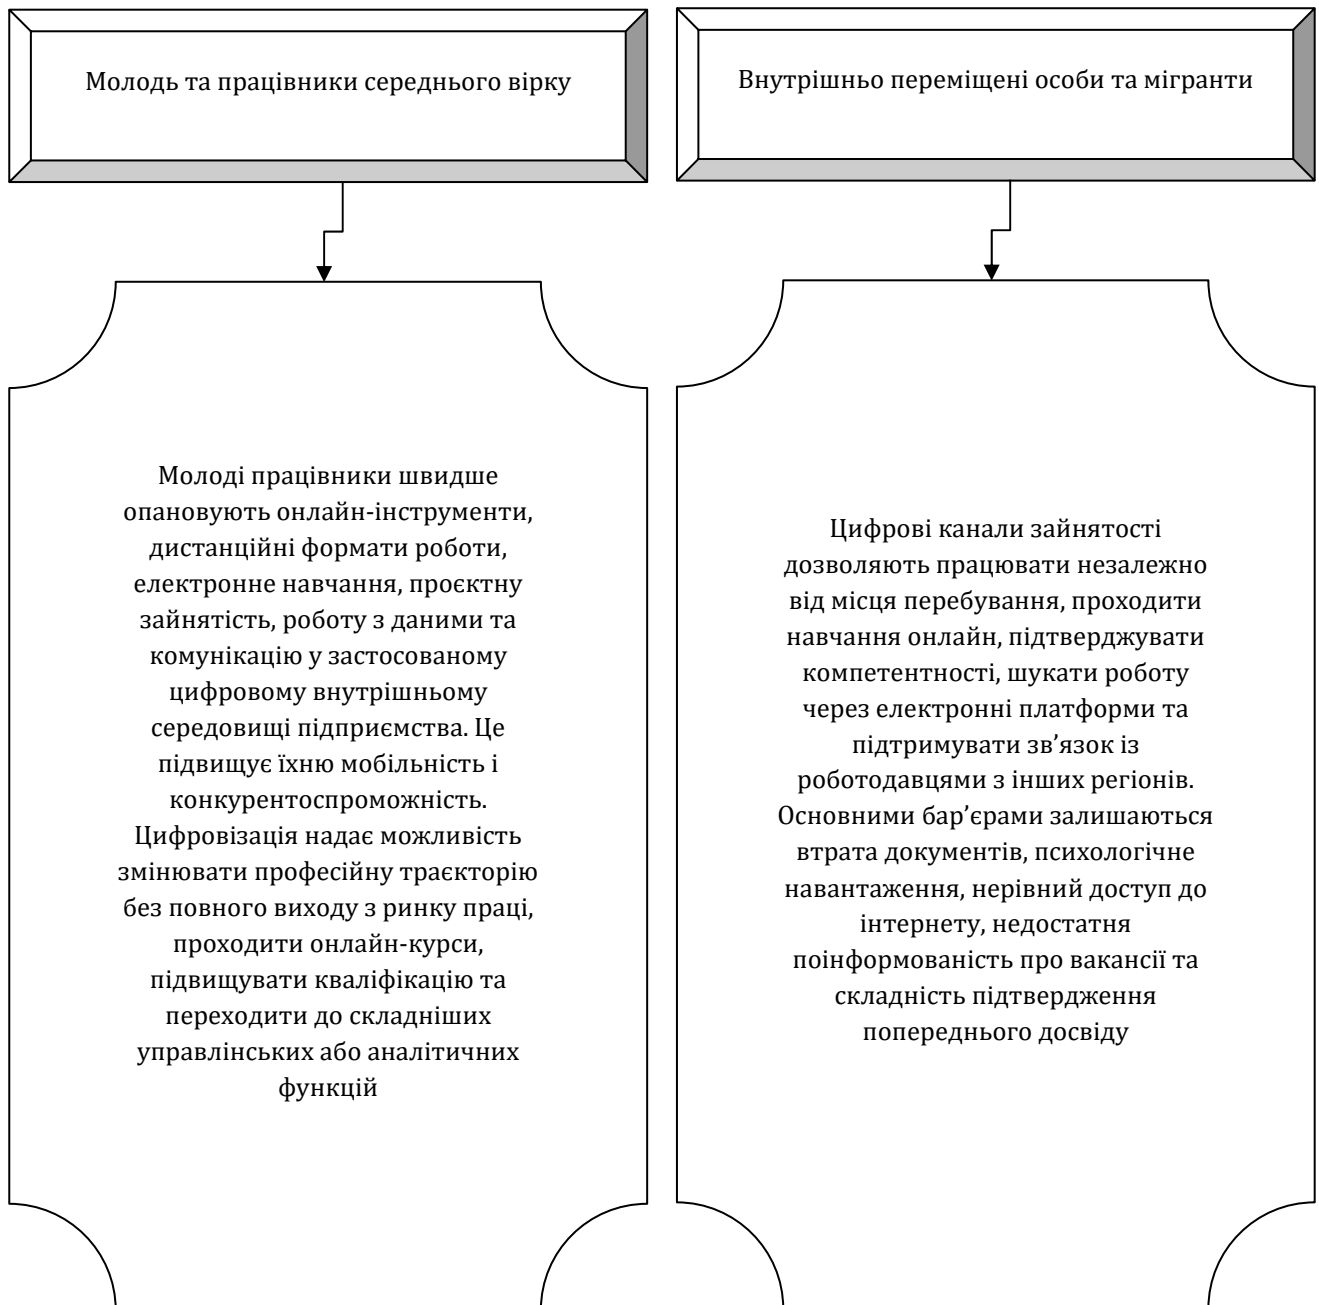 Молодь та працівники середнього вірку
Внутрішньо переміщені особи та мігранти
Молоді працівники швидше
опановують онлайн-інструменти,
дистанційні формати роботи,
електронне навчання, проєктну
зайнятість, роботу з даними та
комунікацію у застосованому
цифровому внутрішньому
середовищі підприємства. Це
підвищує їхню мобільність і
конкурентоспроможність.
Цифровізація надає можливість
змінювати професійну траєкторію
без повного виходу з ринку праці,
проходити онлайн-курси,
підвищувати кваліфікацію та
переходити до складніших
управлінських або аналітичних
функцій
Цифрові канали зайнятості
дозволяють працювати незалежно
від місця перебування, проходити
навчання онлайн, підтверджувати
компетентності, шукати роботу
через електронні платформи та
підтримувати зв’язок із
роботодавцями з інших регіонів.
Основними бар’єрами залишаються
втрата документів, психологічне
навантаження, нерівний доступ до
інтернету, недостатня
поінформованість про вакансії та
складність підтвердження
попереднього досвіду